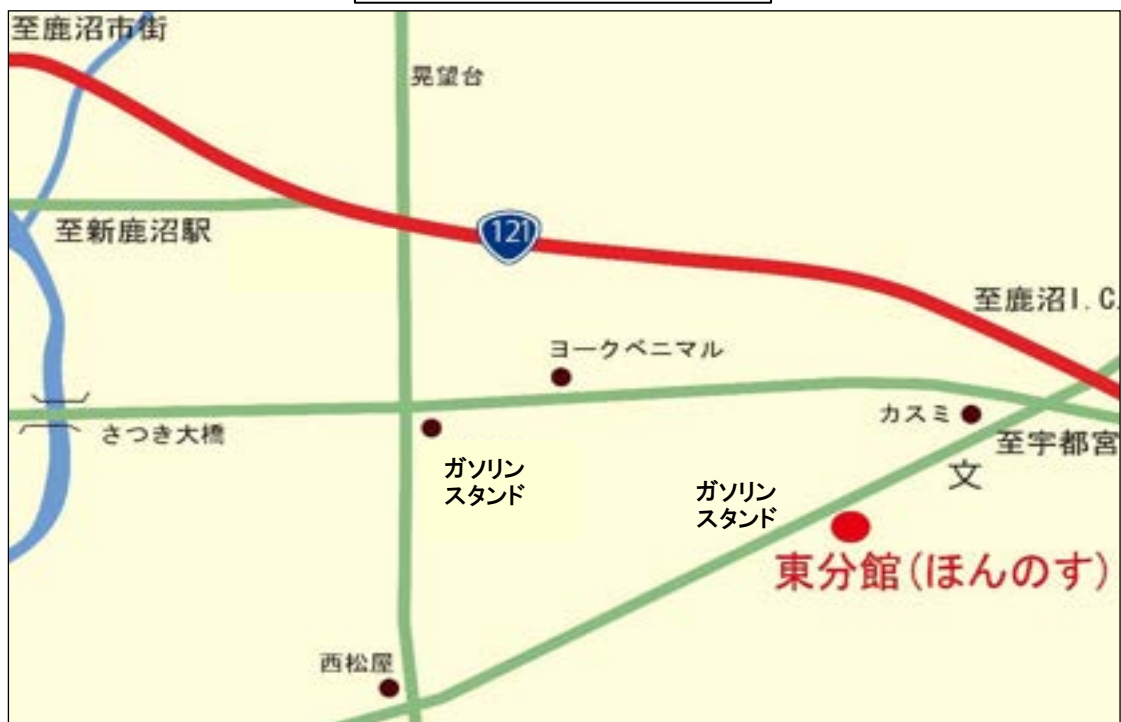 至鹿沼市街
晃望台
至新鹿沼駅
121
至鹿沼I.C.
ヨークベニマル
カスミ
さつき大橋
至宇都宮
ガソリン
スタンド
文
ガソリン
スタンド
東分館(ほんのす)
西松屋